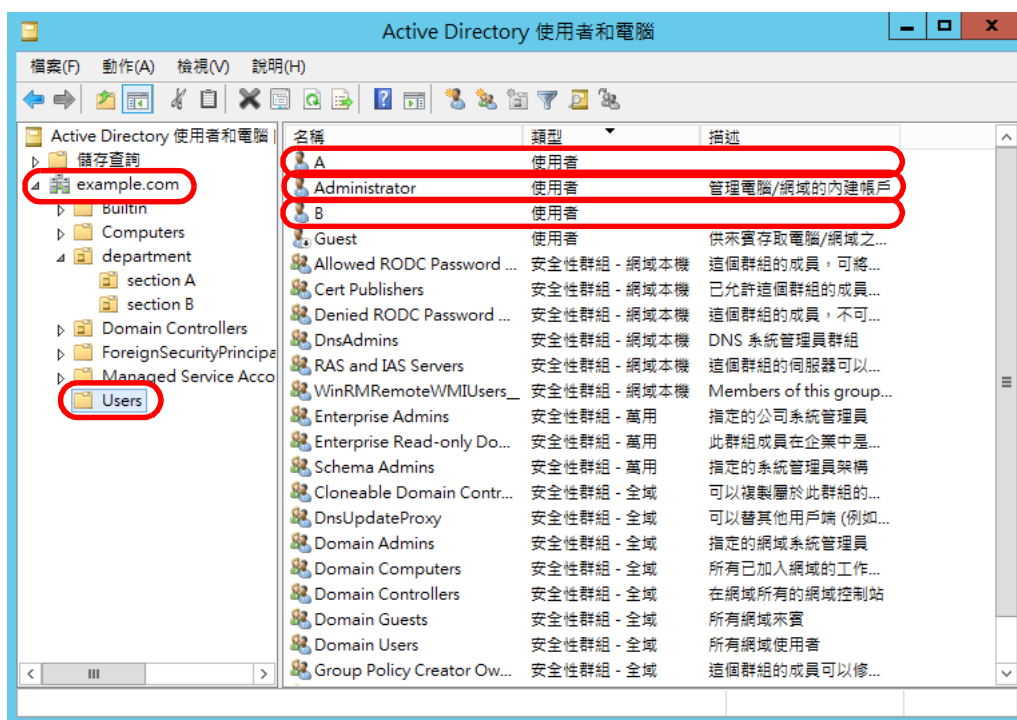 Active Directory 使用者和電腦
檔案(F) 動作(A) 檢視(V) 說明(H)
Active Directory 使用者和電腦
儲存查詢
example.com
Builtin
Computers
department
section A
section B
Domain Controllers
ForeignSecurityPrincipa
Managed Service Acco
Users
名稱 類型 描述
A 使用者
Administrator 使用者 管理電腦/網域的內建帳戶
B 使用者
Guest 使用者 供來賓存取電腦/網域之...
Allowed RODC Password ... 安全性群組 - 網域本機 這個群組的成員，可將...
Cert Publishers 安全性群組 - 網域本機 已允許這個群組的成員...
Denied RODC Password ... 安全性群組 - 網域本機 這個群組的成員，不可...
DnsAdmins 安全性群組 - 網域本機 DNS 系統管理員群組
RAS and IAS Servers 安全性群組 - 網域本機 這個群組的伺服器可以...
WinRMRemoteWMIUsers__ 安全性群組 - 網域本機 Members of this group...
Enterprise Admins 安全性群組 - 萬用 指定的公司系統管理員
Enterprise Read-only Do... 安全性群組 - 萬用 此群組成員在企業中是...
Schema Admins 安全性群組 - 萬用 指定的系統管理員架構
Cloneable Domain Contr... 安全性群組 - 全域 可以複製屬於此群組的...
DnsUpdateProxy 安全性群組 - 全域 可以替其他用戶端 (例如...
Domain Admins 安全性群組 - 全域 指定的網域系統管理員
Domain Computers 安全性群組 - 全域 所有已加入網域的工作...
Domain Controllers 安全性群組 - 全域 在網域所有的網域控制站
Domain Guests 安全性群組 - 全域 所有網域來賓
Domain Users 安全性群組 - 全域 所有網域使用者
Group Policy Creator Ow... 安全性群組 - 全域 這個群組的成員可以修...